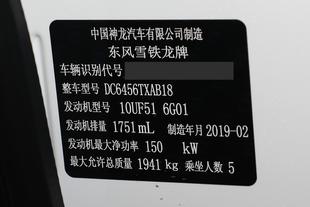 中国神龙汽车有限公司制造
东风雪铁龙牌
车辆识别代号
整车型号 DC6456TXAB18
发动机型号 10UF51 6G01
发动机排量 1751mL 制造年月 2019-02
发动机最大净功率 150 kW
最大允许总质量 1941 kg 乘坐人数 5